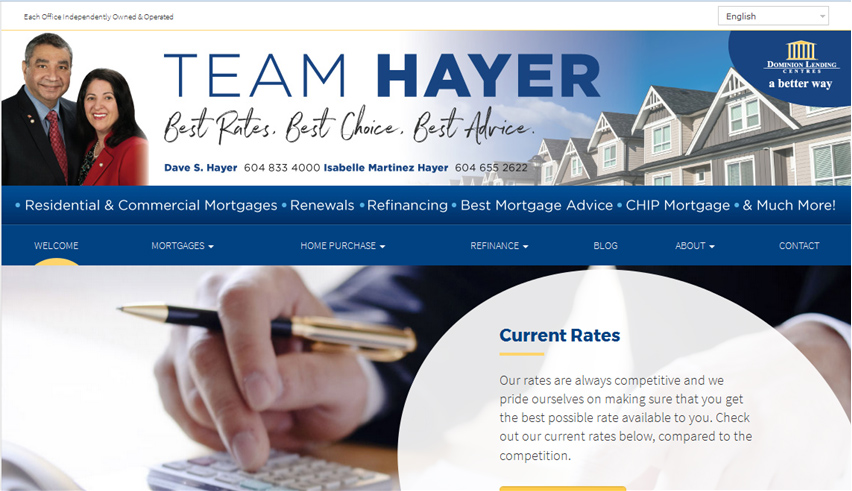 Each Office Independently Owned & Operated
English
TEAM HAYER
Best Rates. Best Choice. Best Advice.
Dave S. Hayer 604 833 4000 Isabelle Martinez Hayer 604 655 2622
DOMINION LENDING
CENTRES
a better way
• Residential & Commercial Mortgages • Renewals • Refinancing • Best Mortgage Advice • CHIP Mortgage • & Much More!
WELCOME MORTGAGES HOME PURCHASE REFINANCE BLOG ABOUT CONTACT
Current Rates
Our rates are always competitive and we
pride ourselves on making sure that you get
the best possible rate available to you. Check
out our current rates below, compared to the
competition.